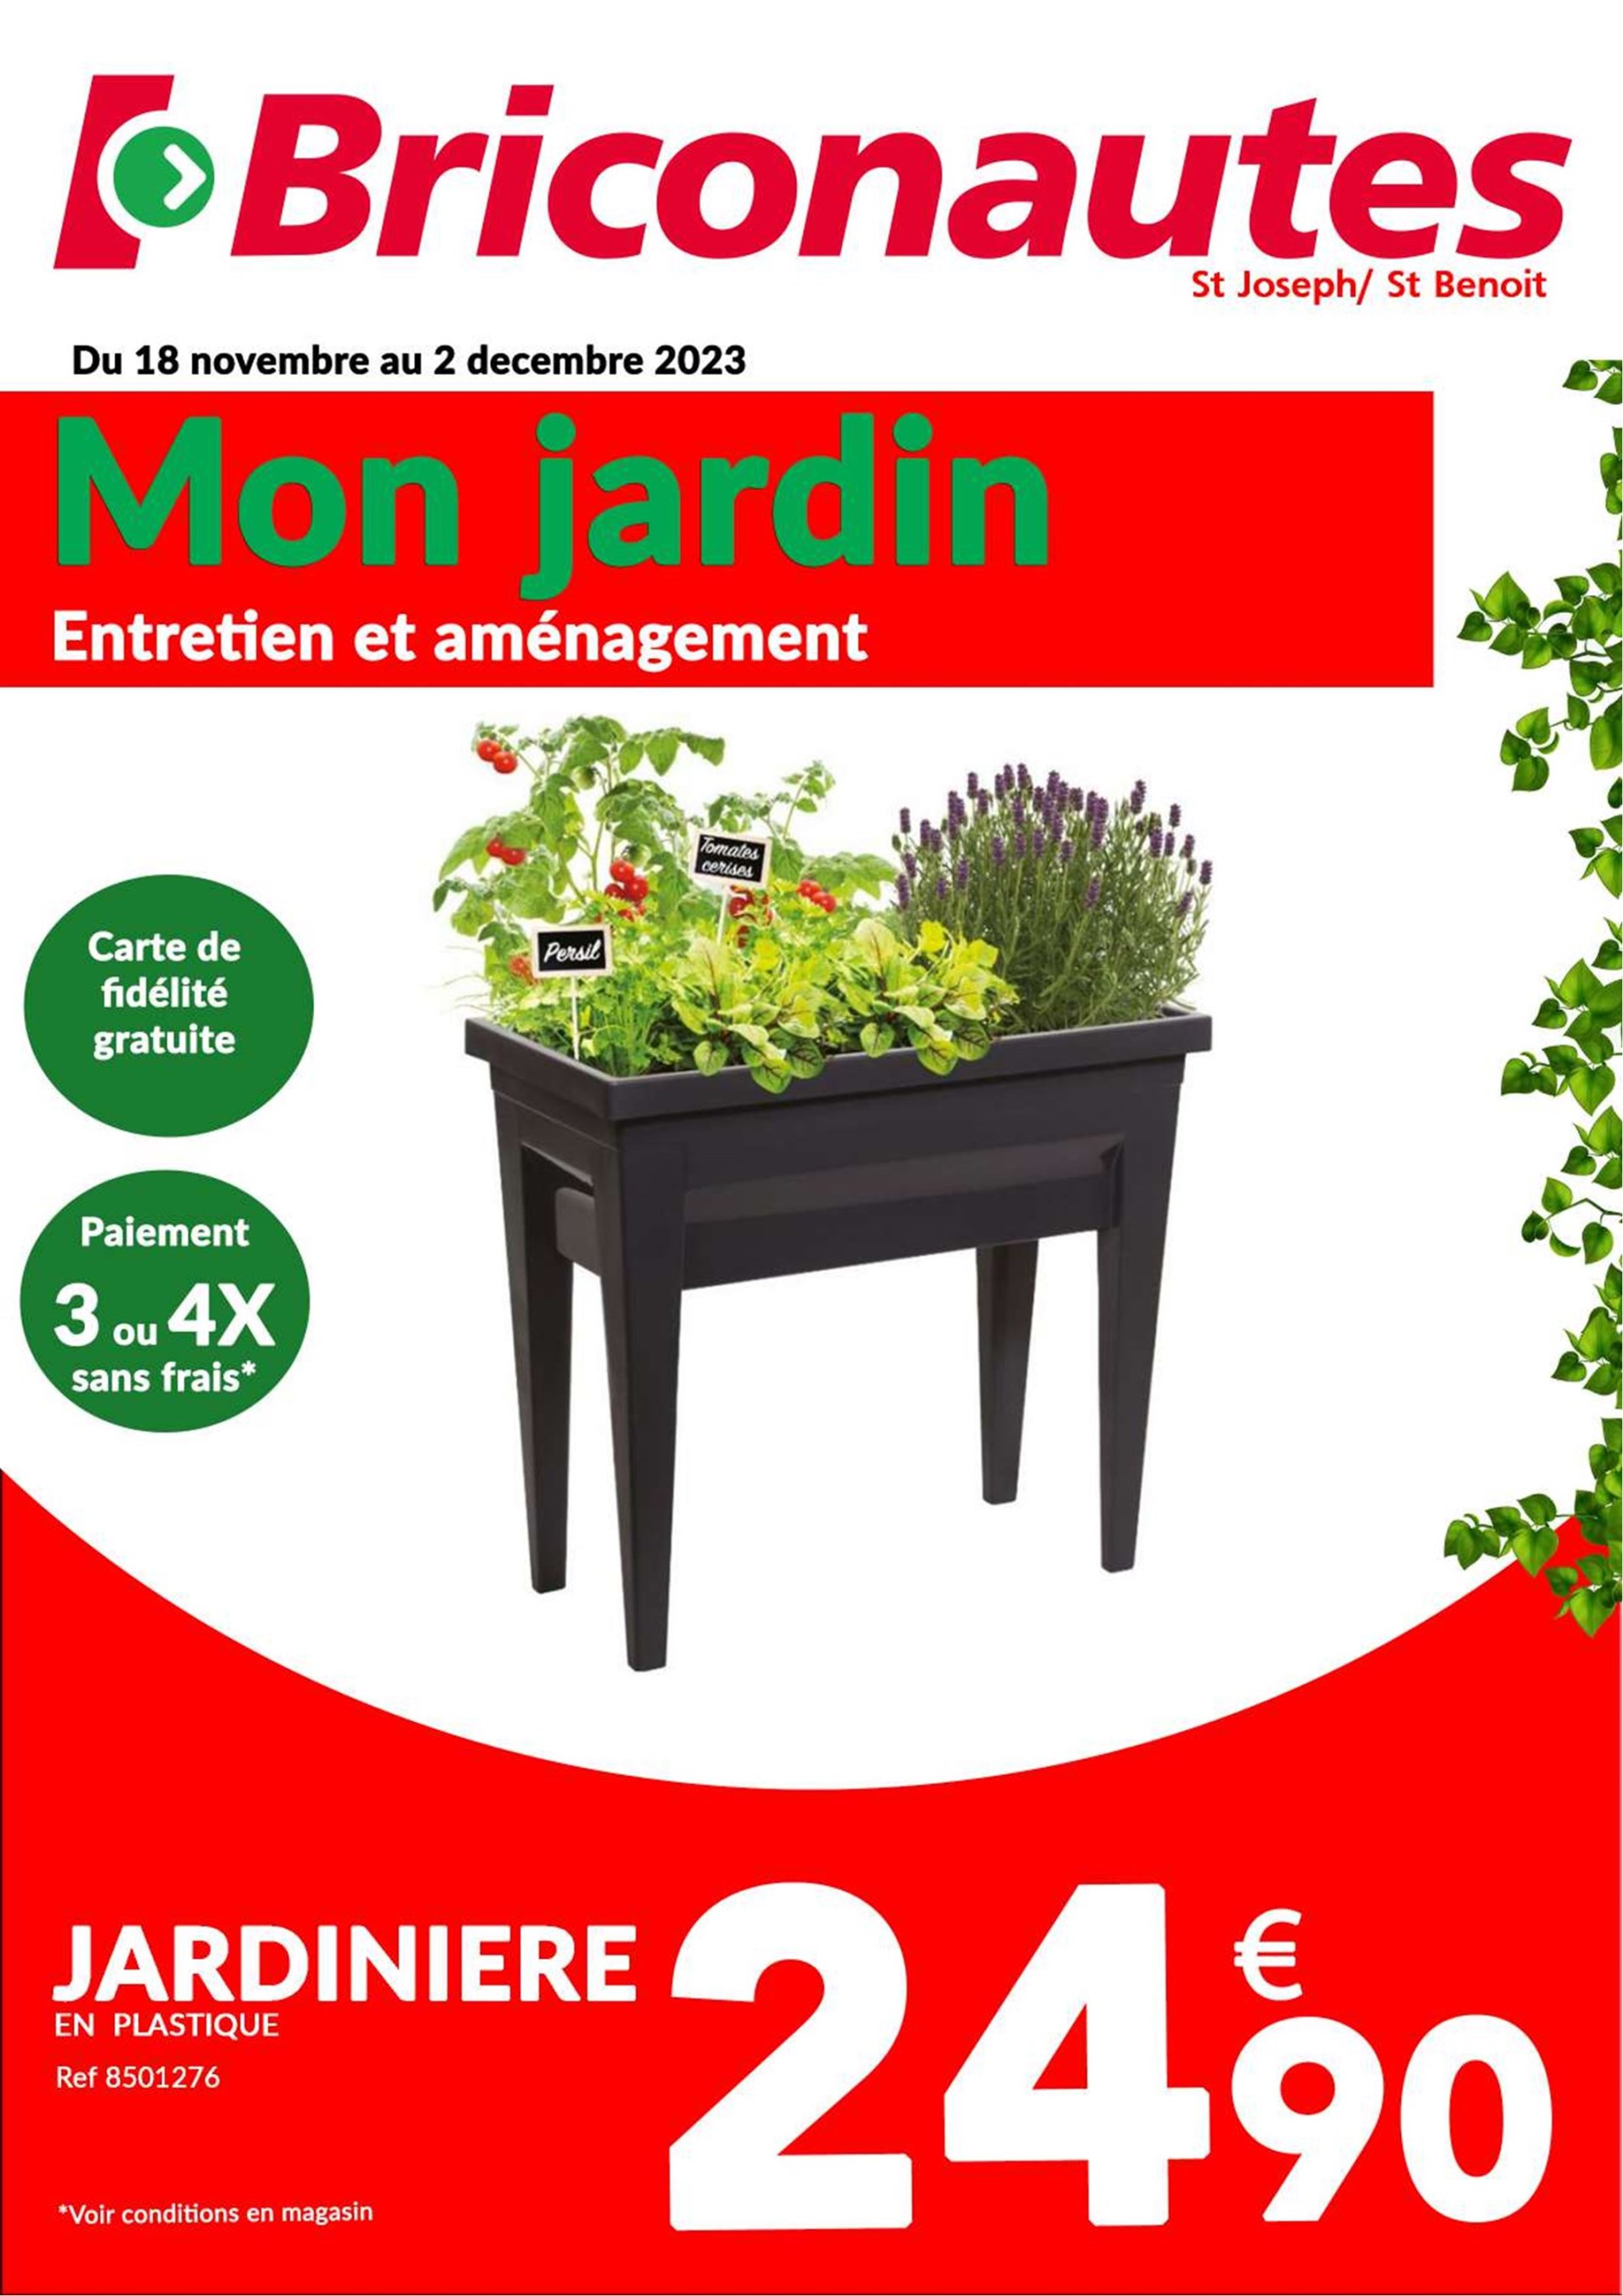 Briconautes
St Joseph/ St Benoit
Du 18 novembre au 2 decembre 2023
Mon jardin
Entretien et aménagement
Tomates
cerises
Persil
Carte de
fidélité
gratuite
Paiement
3 ou 4X
sans frais*
JARDINIERE
EN PLASTIQUE
Ref 8501276
24€90
*Voir conditions en magasin